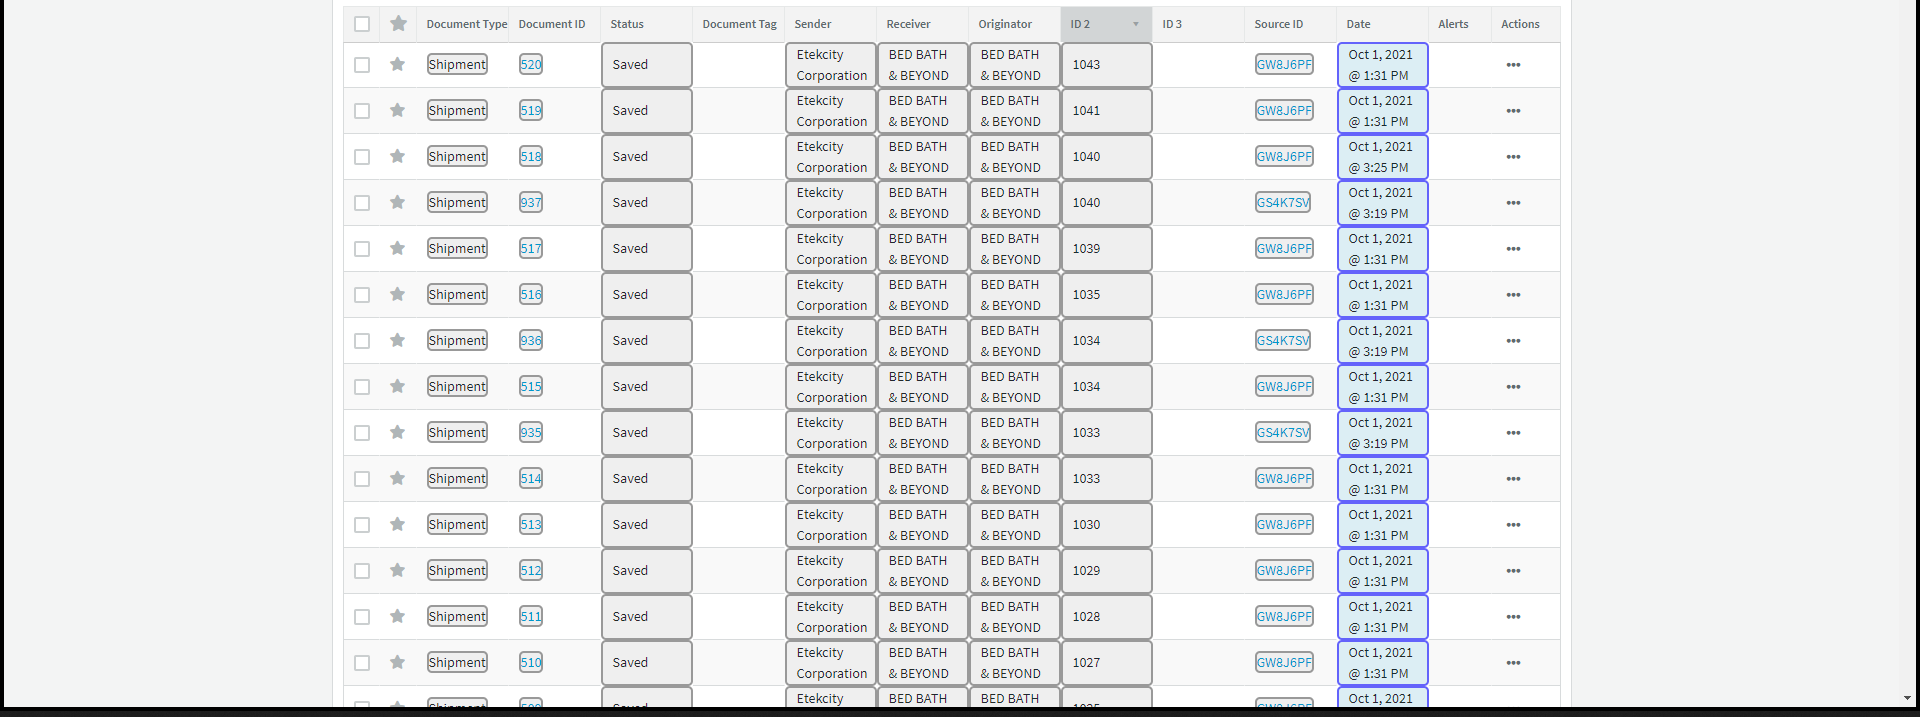 Document Type Document ID Status Document Tag Sender Receiver Originator ID 2 ID 3 Source ID Date Alerts Actions
Shipment 520 Saved Etekcity Corporation BED BATH & BEYOND BED BATH & BEYOND 1043 GW8J6PF Oct 1, 2021 @ 1:31 PM •••
Shipment 519 Saved Etekcity Corporation BED BATH & BEYOND BED BATH & BEYOND 1041 GW8J6PF Oct 1, 2021 @ 1:31 PM •••
Shipment 518 Saved Etekcity Corporation BED BATH & BEYOND BED BATH & BEYOND 1040 GW8J6PF Oct 1, 2021 @ 3:25 PM •••
Shipment 937 Saved Etekcity Corporation BED BATH & BEYOND BED BATH & BEYOND 1040 GS4K7SV Oct 1, 2021 @ 3:19 PM •••
Shipment 517 Saved Etekcity Corporation BED BATH & BEYOND BED BATH & BEYOND 1039 GW8J6PF Oct 1, 2021 @ 1:31 PM •••
Shipment 516 Saved Etekcity Corporation BED BATH & BEYOND BED BATH & BEYOND 1035 GW8J6PF Oct 1, 2021 @ 1:31 PM •••
Shipment 936 Saved Etekcity Corporation BED BATH & BEYOND BED BATH & BEYOND 1034 GS4K7SV Oct 1, 2021 @ 3:19 PM •••
Shipment 515 Saved Etekcity Corporation BED BATH & BEYOND BED BATH & BEYOND 1034 GW8J6PF Oct 1, 2021 @ 1:31 PM •••
Shipment 935 Saved Etekcity Corporation BED BATH & BEYOND BED BATH & BEYOND 1033 GS4K7SV Oct 1, 2021 @ 3:19 PM •••
Shipment 514 Saved Etekcity Corporation BED BATH & BEYOND BED BATH & BEYOND 1033 GW8J6PF Oct 1, 2021 @ 1:31 PM •••
Shipment 513 Saved Etekcity Corporation BED BATH & BEYOND BED BATH & BEYOND 1030 GW8J6PF Oct 1, 2021 @ 1:31 PM •••
Shipment 512 Saved Etekcity Corporation BED BATH & BEYOND BED BATH & BEYOND 1029 GW8J6PF Oct 1, 2021 @ 1:31 PM •••
Shipment 511 Saved Etekcity Corporation BED BATH & BEYOND BED BATH & BEYOND 1028 GW8J6PF Oct 1, 2021 @ 1:31 PM •••
Shipment 510 Saved Etekcity Corporation BED BATH & BEYOND BED BATH & BEYOND 1027 GW8J6PF Oct 1, 2021 @ 1:31 PM •••
Etekcity BED BATH BED BATH Oct 1, 2021